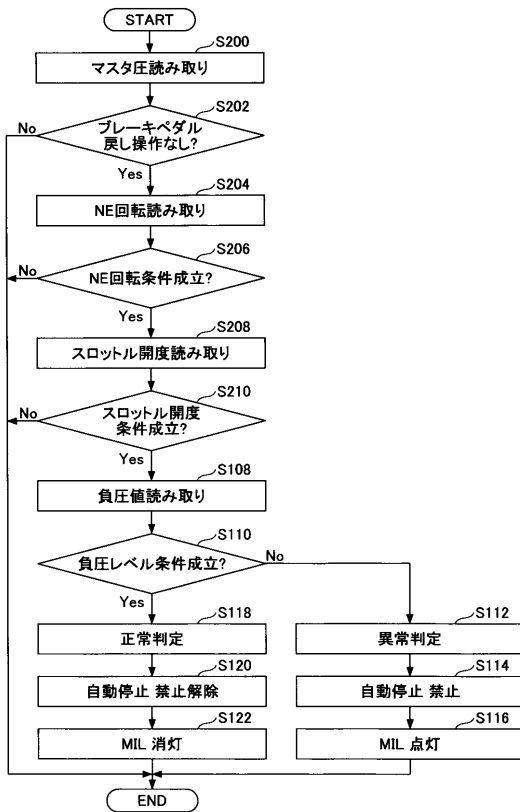 START
S200
マスタ圧読み取り
S202
ブレーキペダル
戻し操作なし?
No
Yes
S204
NE回転読み取り
S206
NE回転条件成立?
No
Yes
S208
スロットル開度読み取り
S210
スロットル開度
条件成立?
No
Yes
S108
負圧値読み取り
S110
負圧レベル条件成立?
No
Yes
S118
正常判定
S112
異常判定
S120
自動停止 禁止解除
S114
自動停止 禁止
S122
MIL 消灯
S116
MIL 点灯
END